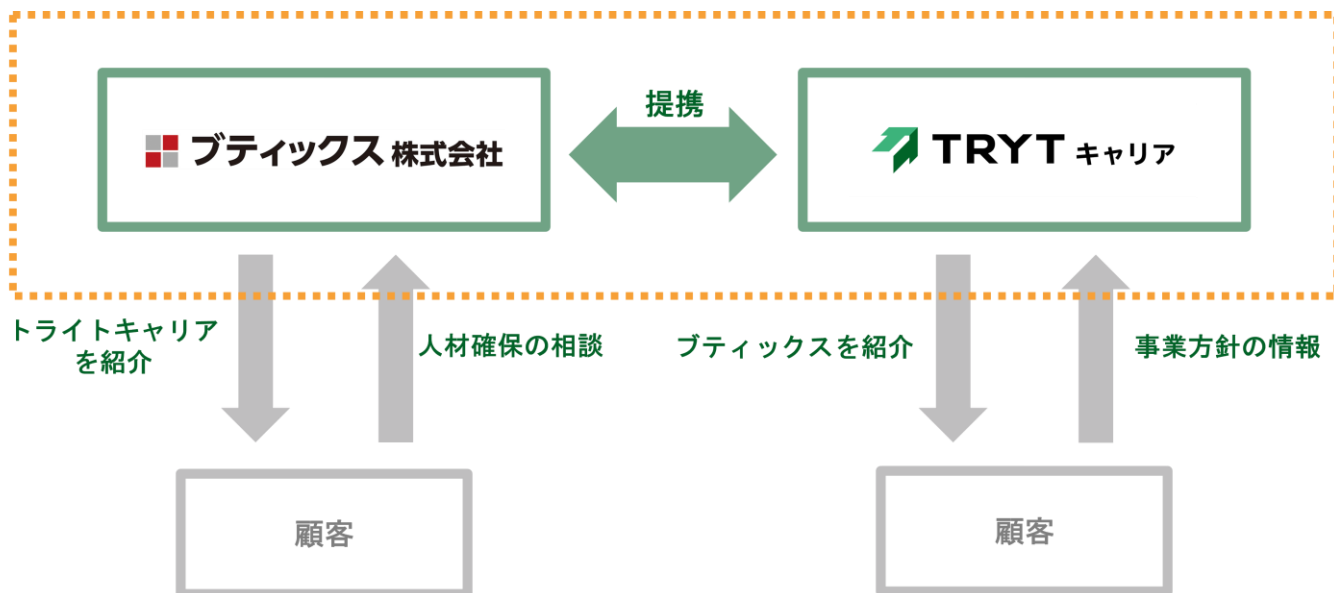 提携
ブティックス 株式会社
TRYT キャリア
トライトキャリア
を紹介
人材確保の相談
ブティックスを紹介
事業方針の情報
顧客
顧客